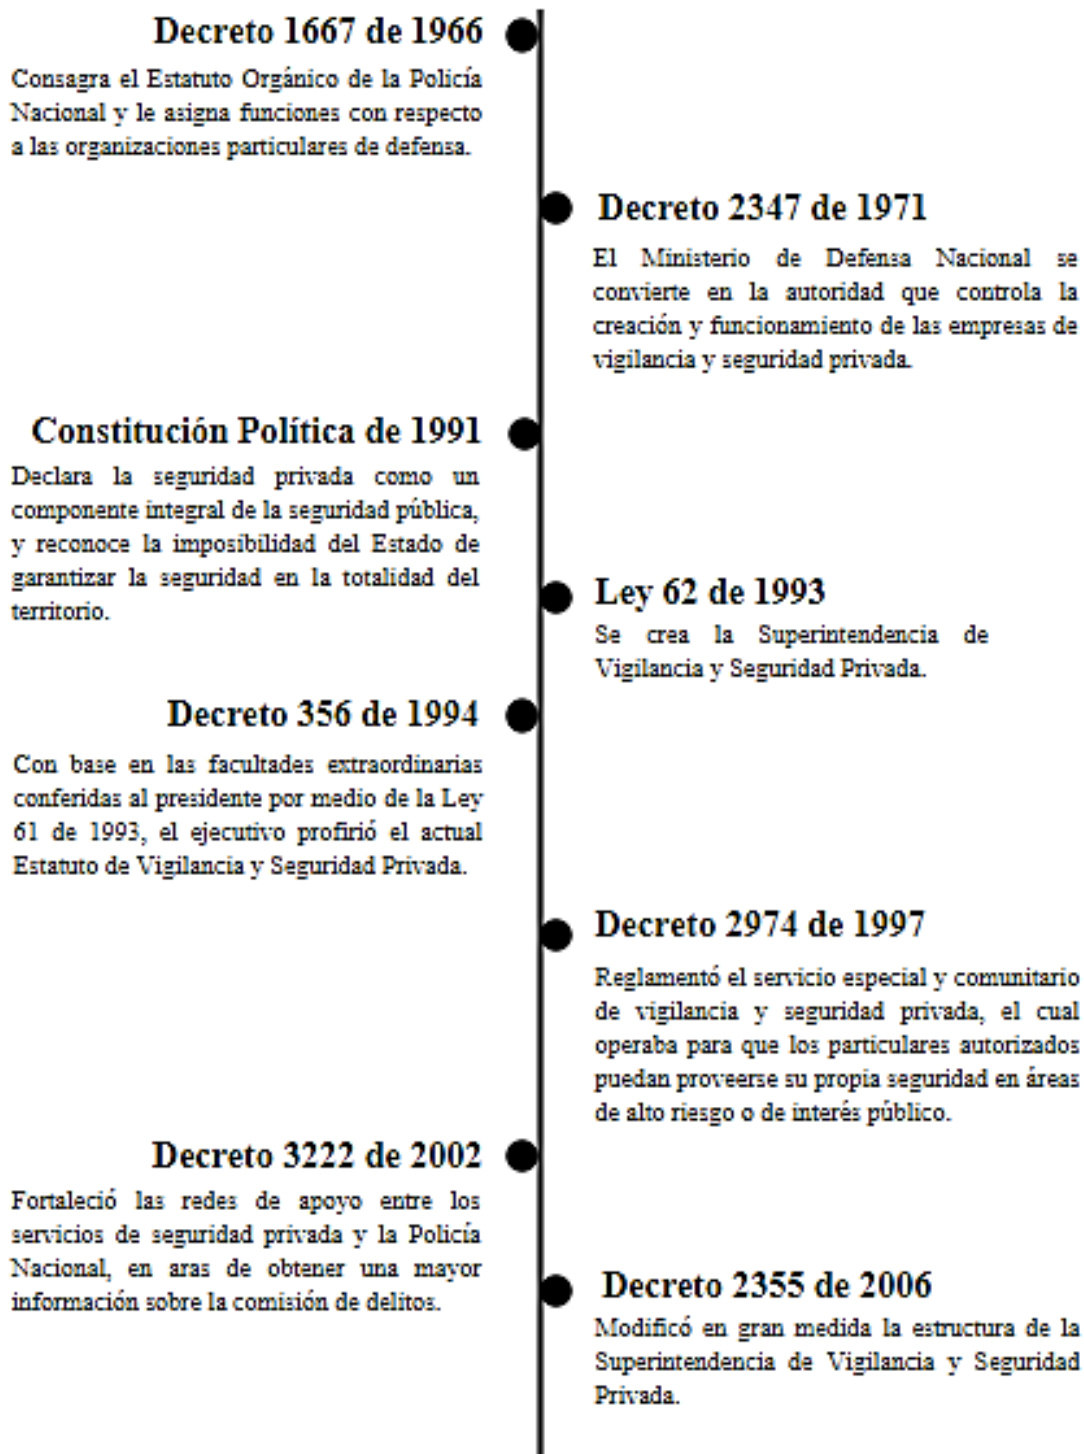 Decreto 1667 de 1966
Consagra el Estatuto Orgánico de la Policía
Nacional y le asigna funciones con respecto
a las organizaciones particulares de defensa.
Decreto 2347 de 1971
El Ministerio de Defensa Nacional se
convierte en la autoridad que controla la
creación y funcionamiento de las empresas de
vigilancia y seguridad privada.
Constitución Política de 1991
Declara la seguridad privada como un
componente integral de la seguridad pública,
y reconoce la imposibilidad del Estado de
garantizar la seguridad en la totalidad del
territorio.
Ley 62 de 1993
Se crea la Superintendencia de
Vigilancia y Seguridad Privada.
Decreto 356 de 1994
Con base en las facultades extraordinarias
conferidas al presidente por medio de la Ley
61 de 1993, el ejecutivo profirió el actual
Estatuto de Vigilancia y Seguridad Privada.
Decreto 2974 de 1997
Reglamentó el servicio especial y comunitario
de vigilancia y seguridad privada, el cual
operaba para que los particulares autorizados
puedan proveerse su propia seguridad en áreas
de alto riesgo o de interés público.
Decreto 3222 de 2002
Fortaleció las redes de apoyo entre los
servicios de seguridad privada y la Policía
Nacional, en aras de obtener una mayor
información sobre la comisión de delitos.
Decreto 2355 de 2006
Modificó en gran medida la estructura de la
Superintendencia de Vigilancia y Seguridad
Privada.